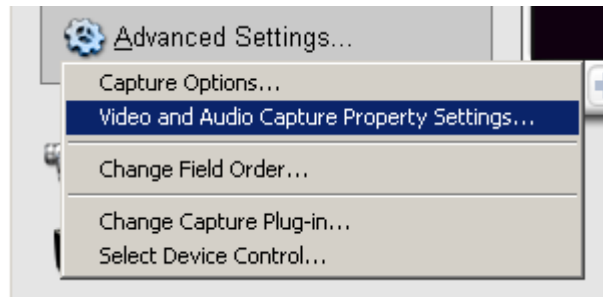 Advanced Settings...
Capture Options...
Video and Audio Capture Property Settings...
Change Field Order...
Change Capture Plug-in...
Select Device Control...